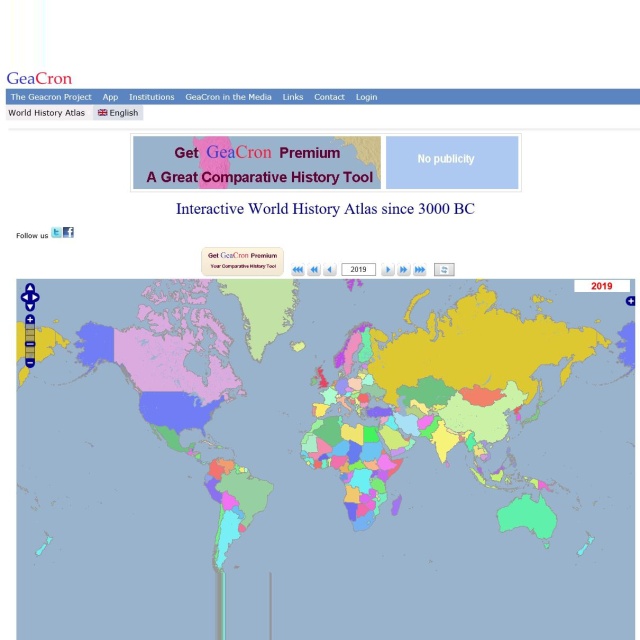 GeaCron
The Geacron Project App Institutions GeaCron in the Media Links Contact Login
World History Atlas English
Get GeaCron Premium
A Great Comparative History Tool
No publicity
Interactive World History Atlas since 3000 BC
Follow us
Get GeaCron Premium
Your Comparative History Tool
2019
2019